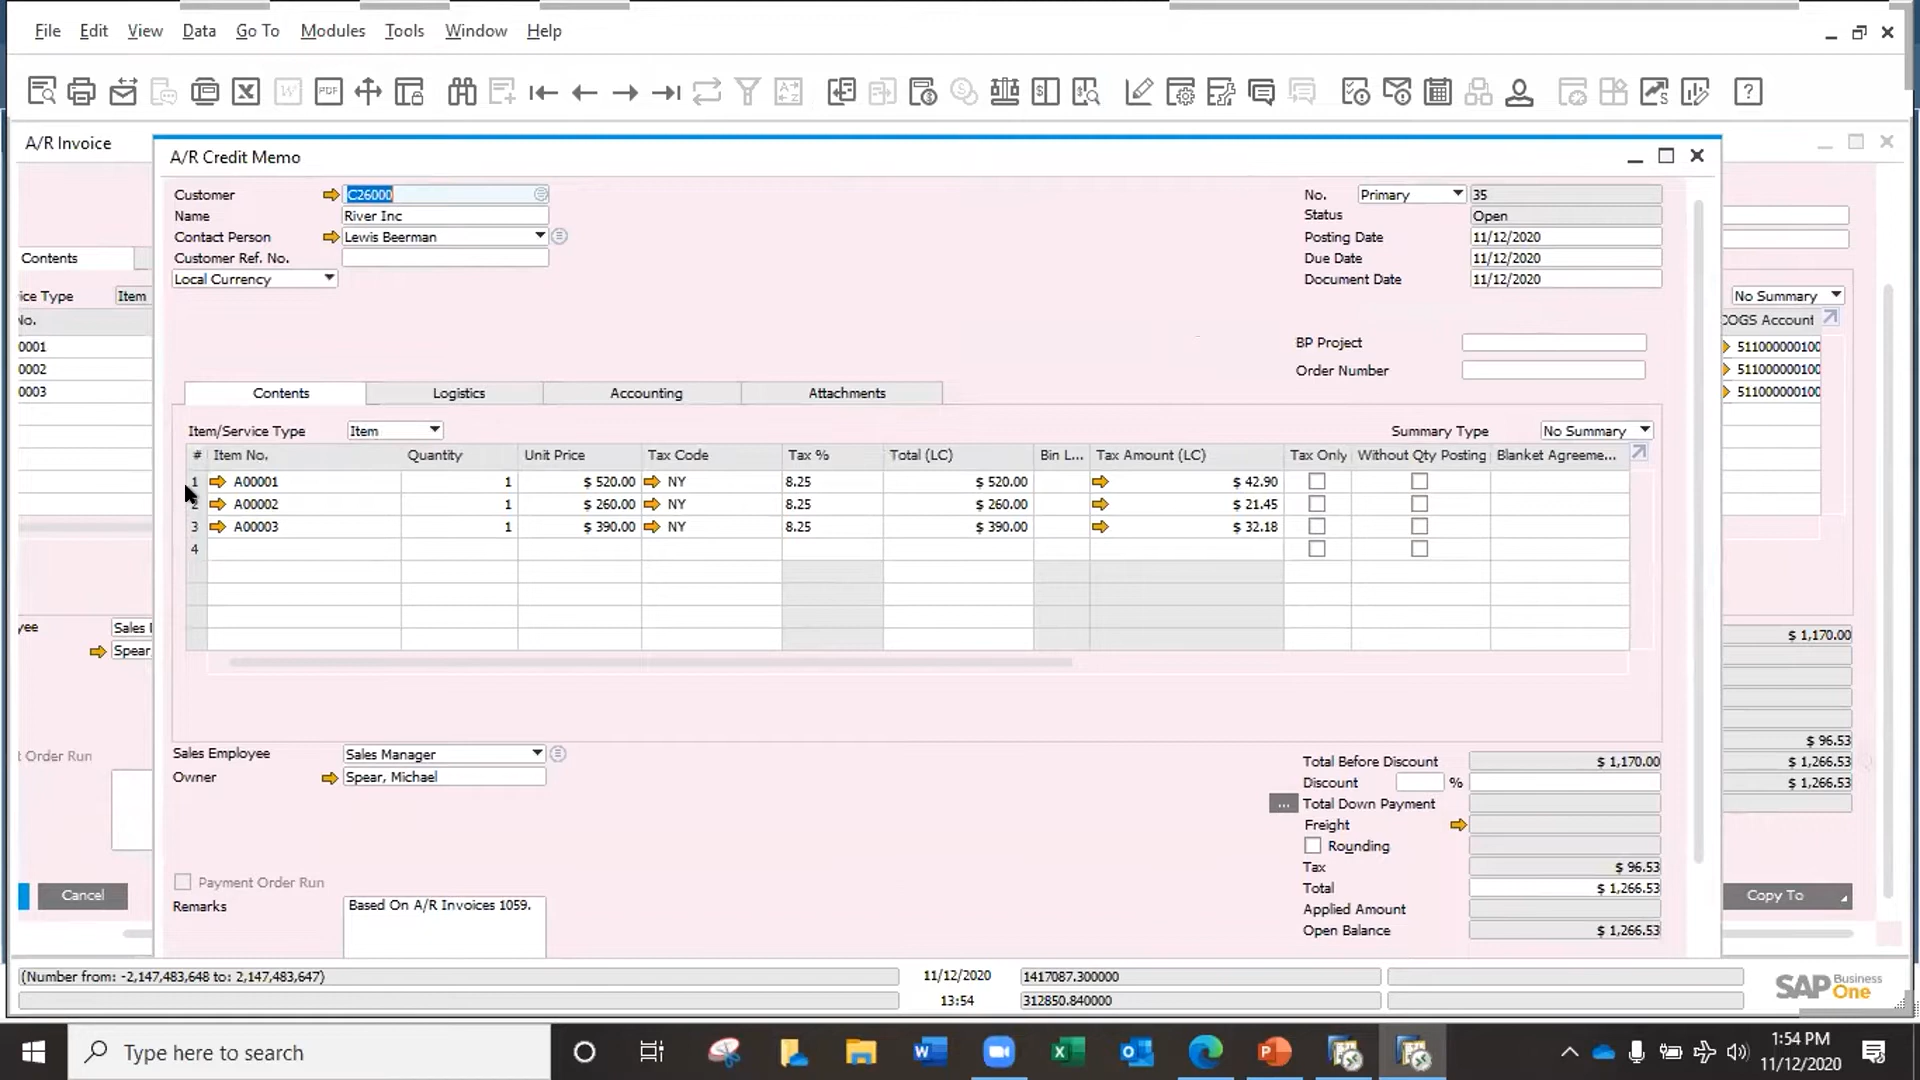 File Edit View Data Go To Modules Tools Window Help
A/R Invoice
A/R Credit Memo
Customer C26000 No. Primary 35
Name River Inc Status Open
Contact Person Lewis Beerman Posting Date 11/12/2020
Customer Ref. No. Due Date 11/12/2020
Local Currency Document Date 11/12/2020
BP Project
Order Number
Contents
Contents Logistics Accounting Attachments
ice Type Item
No Summary
Item/Service Type Item Summary Type No Summary
No.
COGS Account
# Item No. Quantity Unit Price Tax Code Tax % Total (LC) Bin L... Tax Amount (LC) Tax Only Without Qty Posting Blanket Agreeme...
0001
511000000100
1 A00001 1 $ 520.00 NY 8.25 $ 520.00 $ 42.90
0002
511000000100
2 A00002 1 $ 260.00 NY 8.25 $ 260.00 $ 21.45
0003
511000000100
3 A00003 1 $ 390.00 NY 8.25 $ 390.00 $ 32.18
4
yee Sales
Spear,
$ 1,170.00
t Order Run
$ 96.53
$ 1,266.53
$ 1,266.53
Sales Employee Sales Manager
Owner Spear, Michael
Total Before Discount $ 1,170.00
Discount %
... Total Down Payment
Freight
Rounding
Tax $ 96.53
Total $ 1,266.53
Applied Amount
Open Balance $ 1,266.53
Payment Order Run
Remarks Based On A/R Invoices 1059.
Cancel
Copy To
(Number from: -2,147,483,648 to: 2,147,483,647) 11/12/2020 1417087.300000
13:54 312850.840000
SAP Business One
Type here to search
1:54 PM
11/12/2020